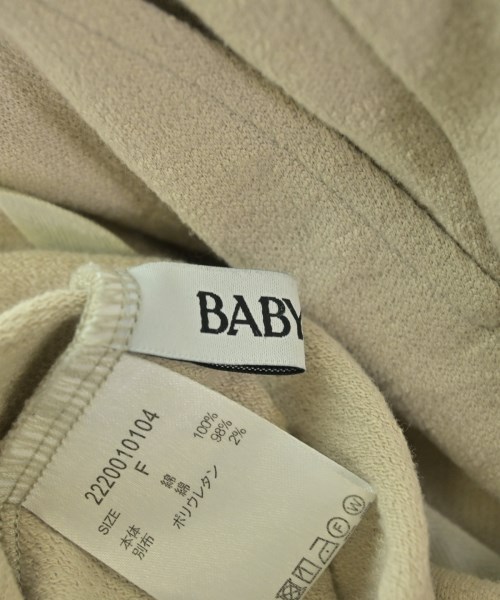 BABY
2220010104
SIZE F
本体 綿 100%
別布 綿 98%
ポリウレタン 2%
F
W